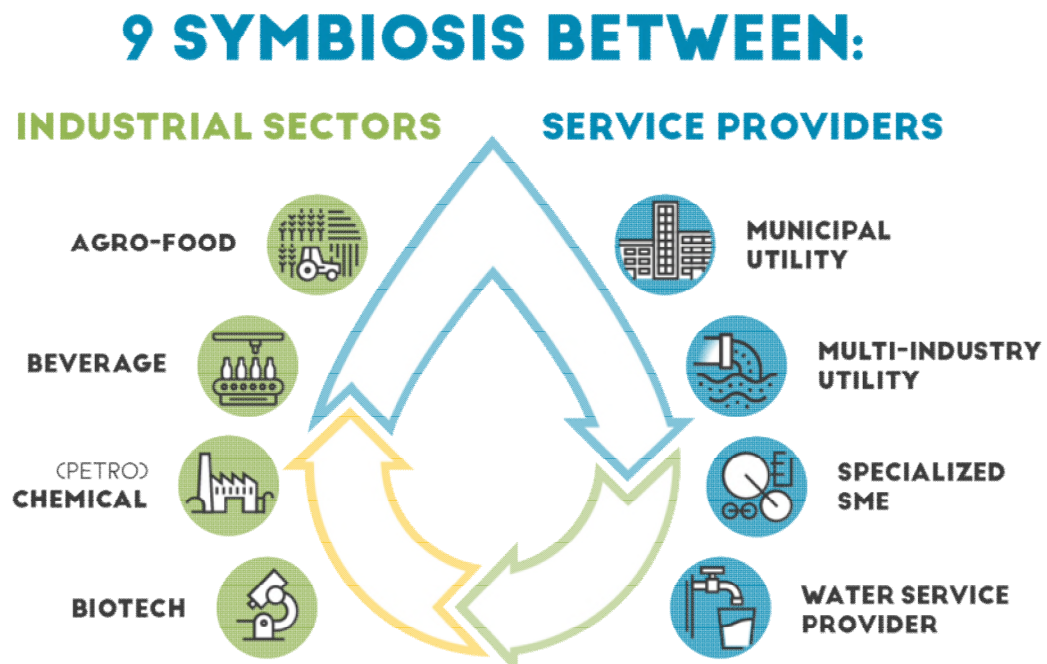 9 SYMBIOSIS BETWEEN:
INDUSTRIAL SECTORS
AGRO-FOOD
BEVERAGE
(PETRO)
CHEMICAL
BIOTECH
SERVICE PROVIDERS
MUNICIPAL
UTILITY
MULTI-INDUSTRY
UTILITY
SPECIALIZED
SME
WATER SERVICE
PROVIDER